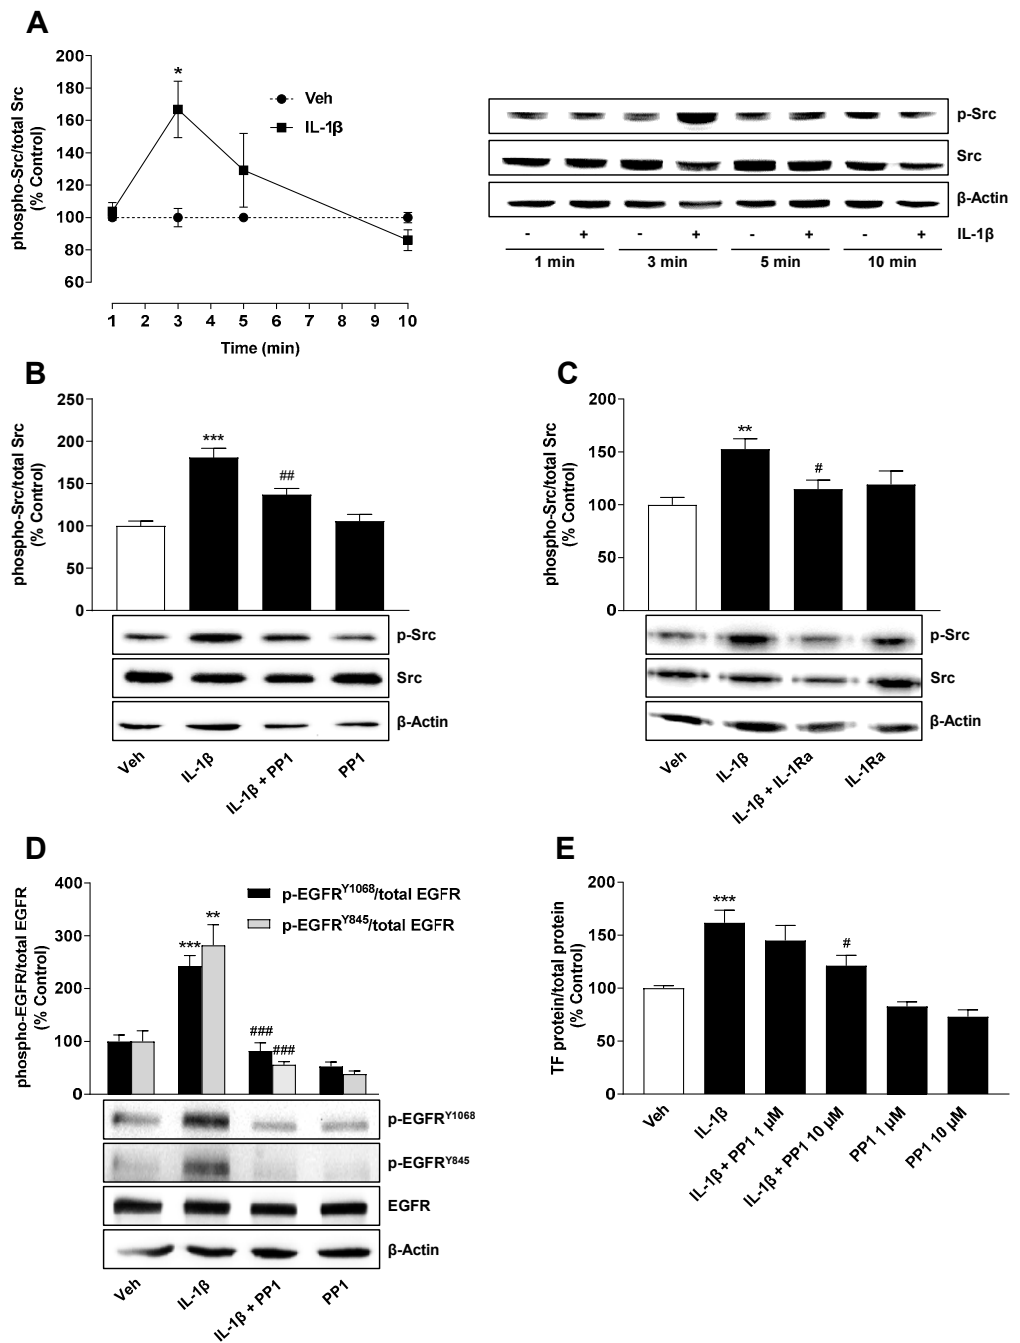 A
phospho-Src/total Src
(% Control)
200
180
160
140
120
100
80
60
*
Veh
IL-1β
1 2 3 4 5 6 7 8 9 10
Time (min)
p-Src
Src
β-Actin
- + - + - + - + IL-1β
1 min 3 min 5 min 10 min
B
phospho-Src/total Src
(% Control)
250
200
150
100
50
0
***
##
p-Src
Src
β-Actin
Veh IL-1β IL-1β + PP1 PP1
C
phospho-Src/total Src
(% Control)
200
150
100
50
0
**
#
p-Src
Src
β-Actin
Veh IL-1β IL-1β + IL-1Ra IL-1Ra
D
phospho-EGFR/total EGFR
(% Control)
400
300
200
100
0
p-EGFRY1068/total EGFR
p-EGFRY845/total EGFR
*** **
### ###
p-EGFRY1068
p-EGFRY845
EGFR
β-Actin
Veh IL-1β IL-1β + PP1 PP1
E
TF protein/total protein
(% Control)
200
150
100
50
0
***
#
Veh IL-1β IL-1β + PP1 1 µM IL-1β + PP1 10 µM PP1 1 µM PP1 10 µM